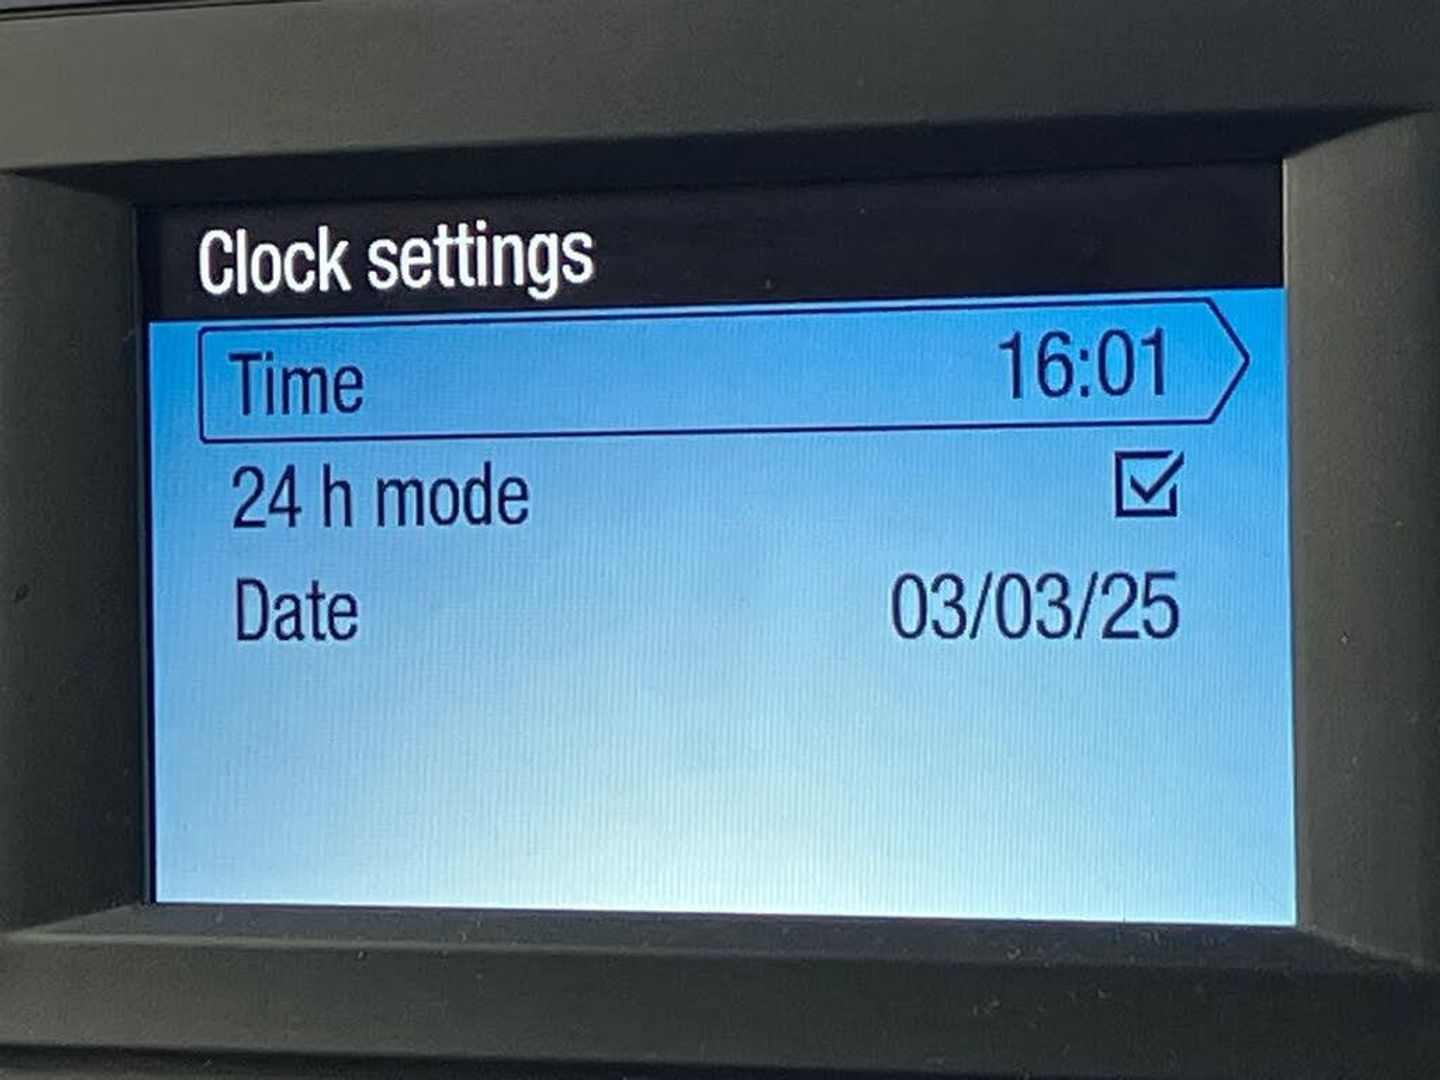 Clock settings
Time 16:01
24 h mode
Date 03/03/25